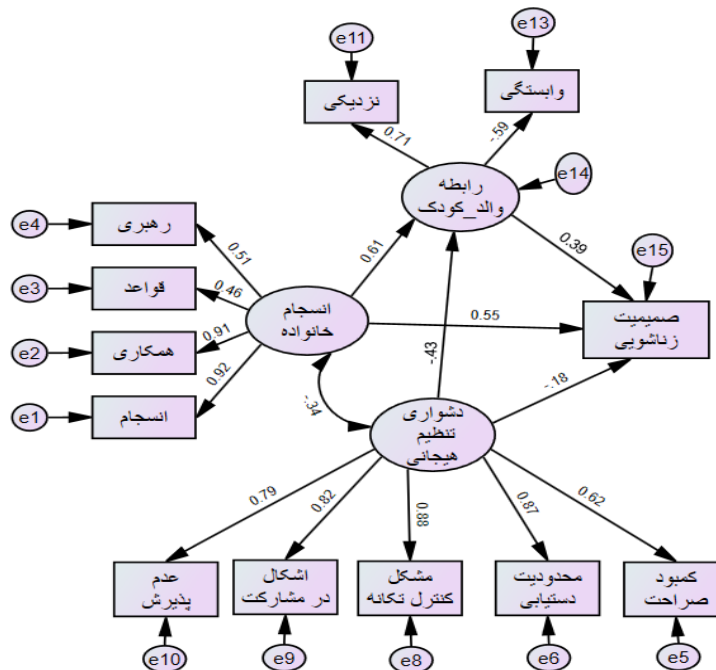 e11
e13
نزدیکی
وابستگی
0.71
-.59
رابطه
والد_کودک
e14
e4
رهبری
0.51
0.61
0.39
e15
e3
قواعد
0.46
انسجام
خانواده
0.55
صمیمیت
زناشویی
e2
همکاری
0.91
-.43
e1
انسجام
0.92
-.34
-.18
دشواری
تنظیم
هیجانی
0.79
0.82
0.88
0.87
0.62
عدم
پذیرش
اشکال
در مشارکت
مشکل
کنترل تکانه
محدودیت
دستیابی
کمبود
صراحت
e10
e9
e8
e6
e5